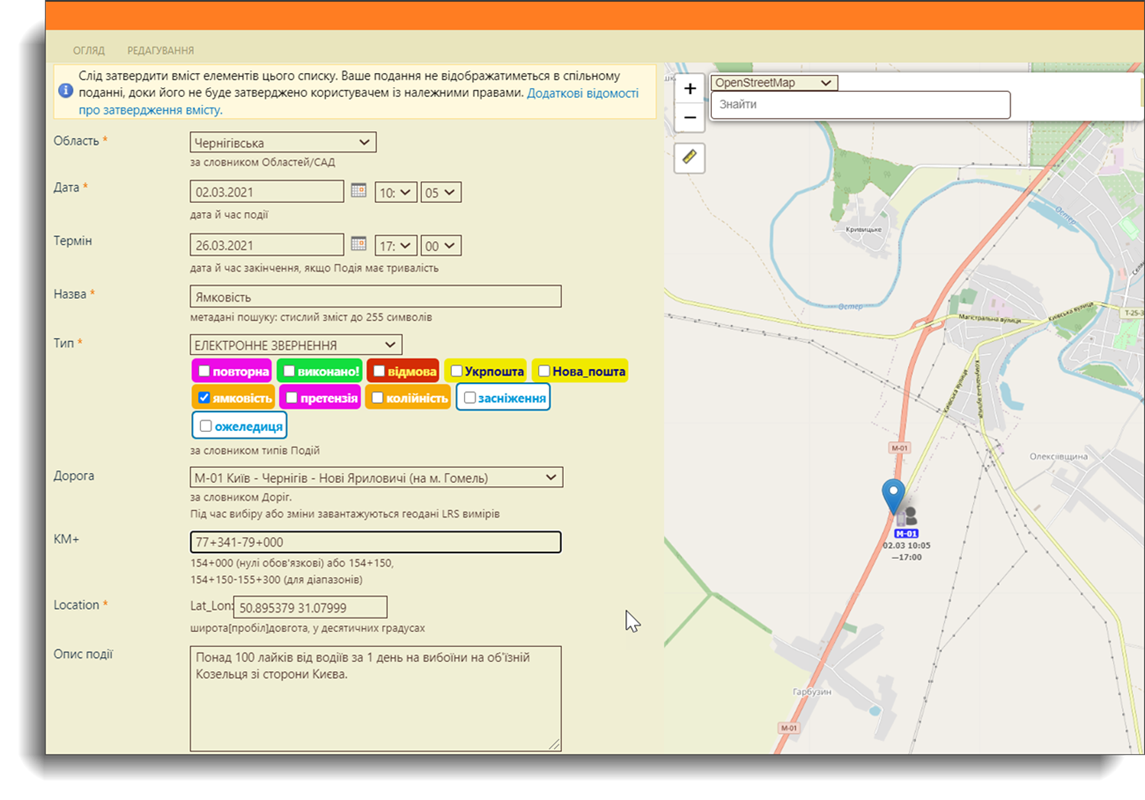 ОГЛЯД РЕДАГУВАННЯ
Слід затвердити вміст елементів цього списку. Ваше подання не відображатиметься в спільному
поданні, доки його не буде затверджено користувачем із належними правами. Додаткові відомості
про затвердження вмісту.
Область *
Чернігівська
за словником Областей/САД
Дата *
02.03.2021 10: 05
дата й час події
Термін
26.03.2021 17: 00
дата й час закінчення, якщо Подія має тривалість
Назва *
Ямковість
метадані пошуку: стислий зміст до 255 символів
Тип *
ЕЛЕКТРОННЕ ЗВЕРНЕННЯ
повторна виконано! відмова Укрпошта Нова_пошта
ямковість претензія колійність засніження
ожеледиця
за словником типів Подій
Дорога
М-01 Київ - Чернігів - Нові Яриловичі (на м. Гомель)
за словником Доріг.
Під час вибіру або зміни завантажуються геодані LRS вимірів
КМ+
77+341-79+000
154+000 (нулі обов'язкові) або 154+150,
154+150-155+300 (для діапазонів)
Location *
Lat_Lon: 50.895379 31.07999
широта[пробіл]довгота, у десятичних градусах
Опис події
Понад 100 лайків від водіїв за 1 день на вибоїни на об'їзній
Козельця зі сторони Києва.
+
−
OpenStreetMap
Знайти
Остер
Кривицьке
Остер
Магістральна вулиця
Київська вулиця
Т-25-3
Київська вулиця
М-01
Олексіївщина
М-01
02.03 10:05
—17:00
Гарбузин
М-01